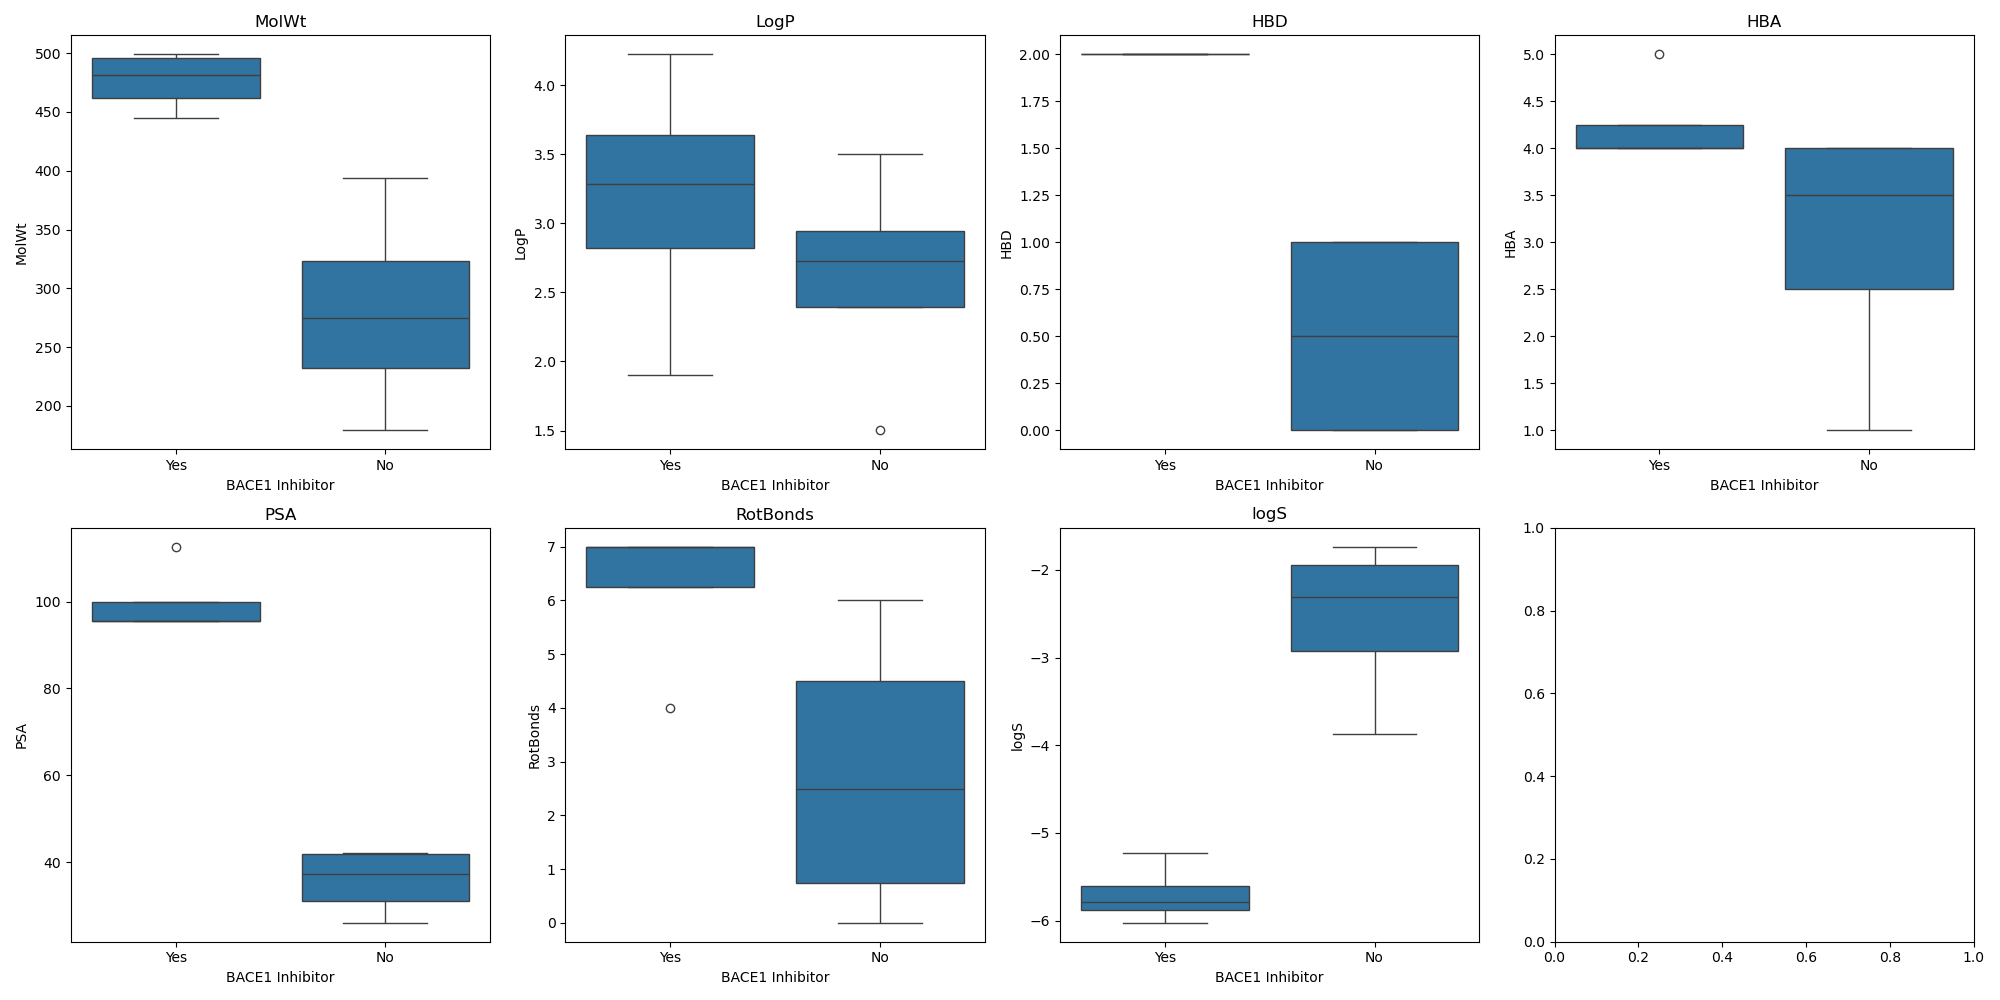 MolWt
500
450
400
350
300
250
200
MolWt
Yes
No
BACE1 Inhibitor
LogP
4.0
3.5
3.0
2.5
2.0
1.5
LogP
Yes
No
BACE1 Inhibitor
HBD
2.00
1.75
1.50
1.25
1.00
0.75
0.50
0.25
0.00
HBD
Yes
No
BACE1 Inhibitor
HBA
5.0
4.5
4.0
3.5
3.0
2.5
2.0
1.5
1.0
HBA
Yes
No
BACE1 Inhibitor
PSA
100
80
60
40
PSA
Yes
No
BACE1 Inhibitor
RotBonds
7
6
5
4
3
2
1
0
RotBonds
Yes
No
BACE1 Inhibitor
logS
−2
−3
−4
−5
−6
logS
Yes
No
BACE1 Inhibitor
1.0
0.8
0.6
0.4
0.2
0.0
0.0
0.2
0.4
0.6
0.8
1.0